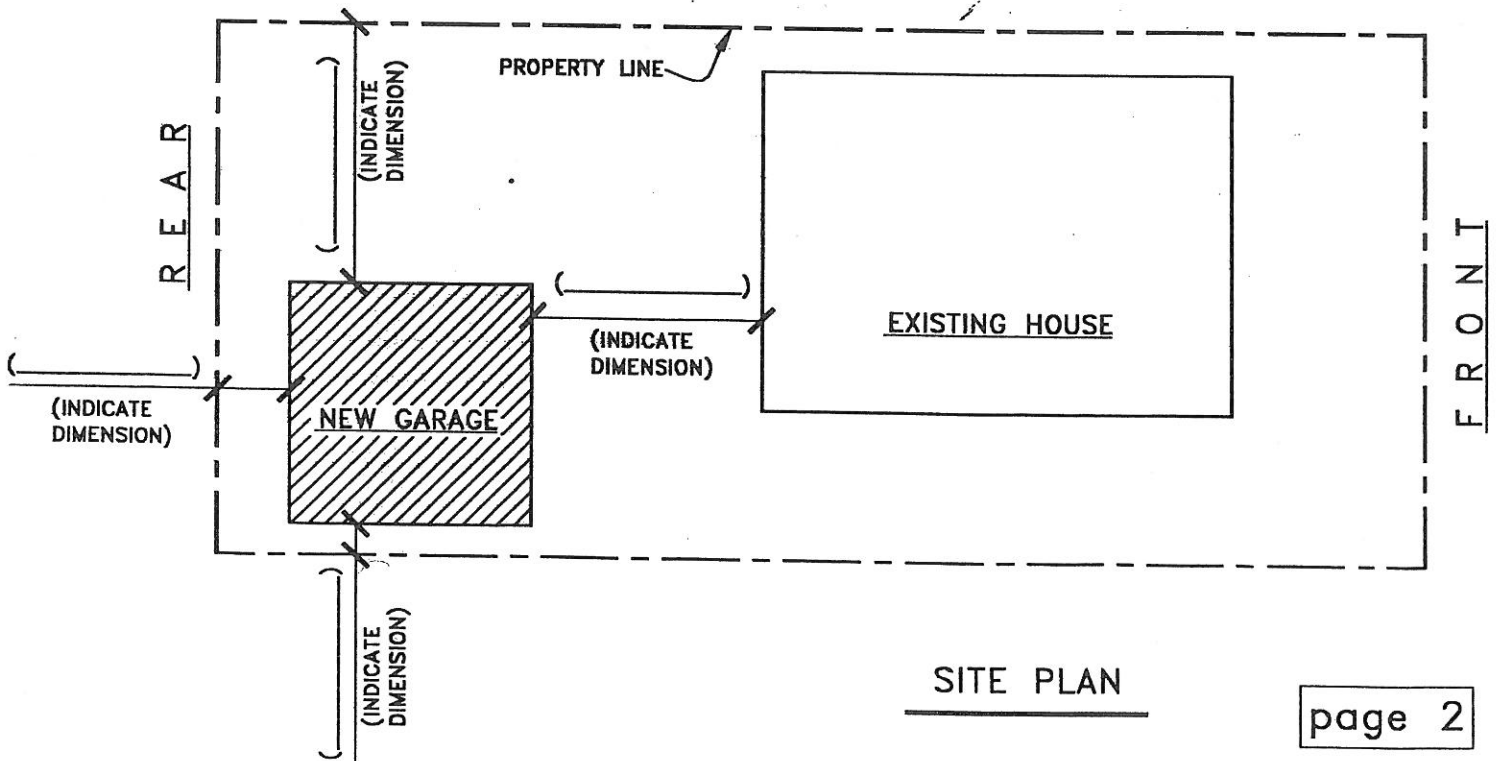 PROPERTY LINE
(INDICATE
DIMENSION)
REAR
(INDICATE
DIMENSION)
EXISTING HOUSE
FRONT
(INDICATE
DIMENSION)
NEW GARAGE
(INDICATE
DIMENSION)
SITE PLAN
page 2